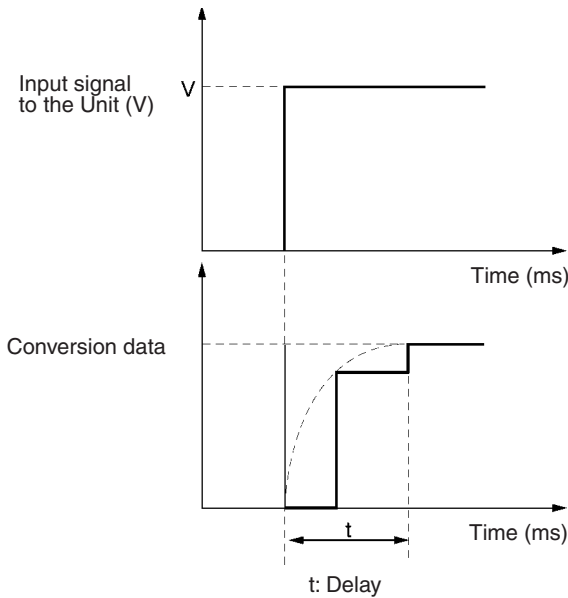 Input signal
to the Unit (V)
V
Time (ms)
Conversion data
t
Time (ms)
t: Delay